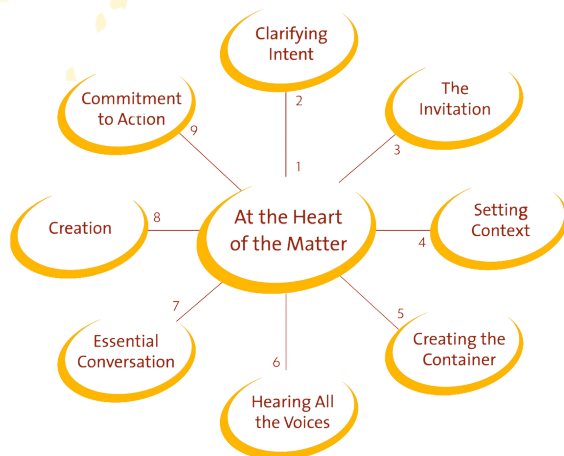 Clarifying
Intent
2
Commitment
to Action
9
The
Invitation
3
1
At the Heart
of the Matter
Creation
8
Setting
Context
4
7
Essential
Conversation
5
Creating the
Container
6
Hearing All
the Voices